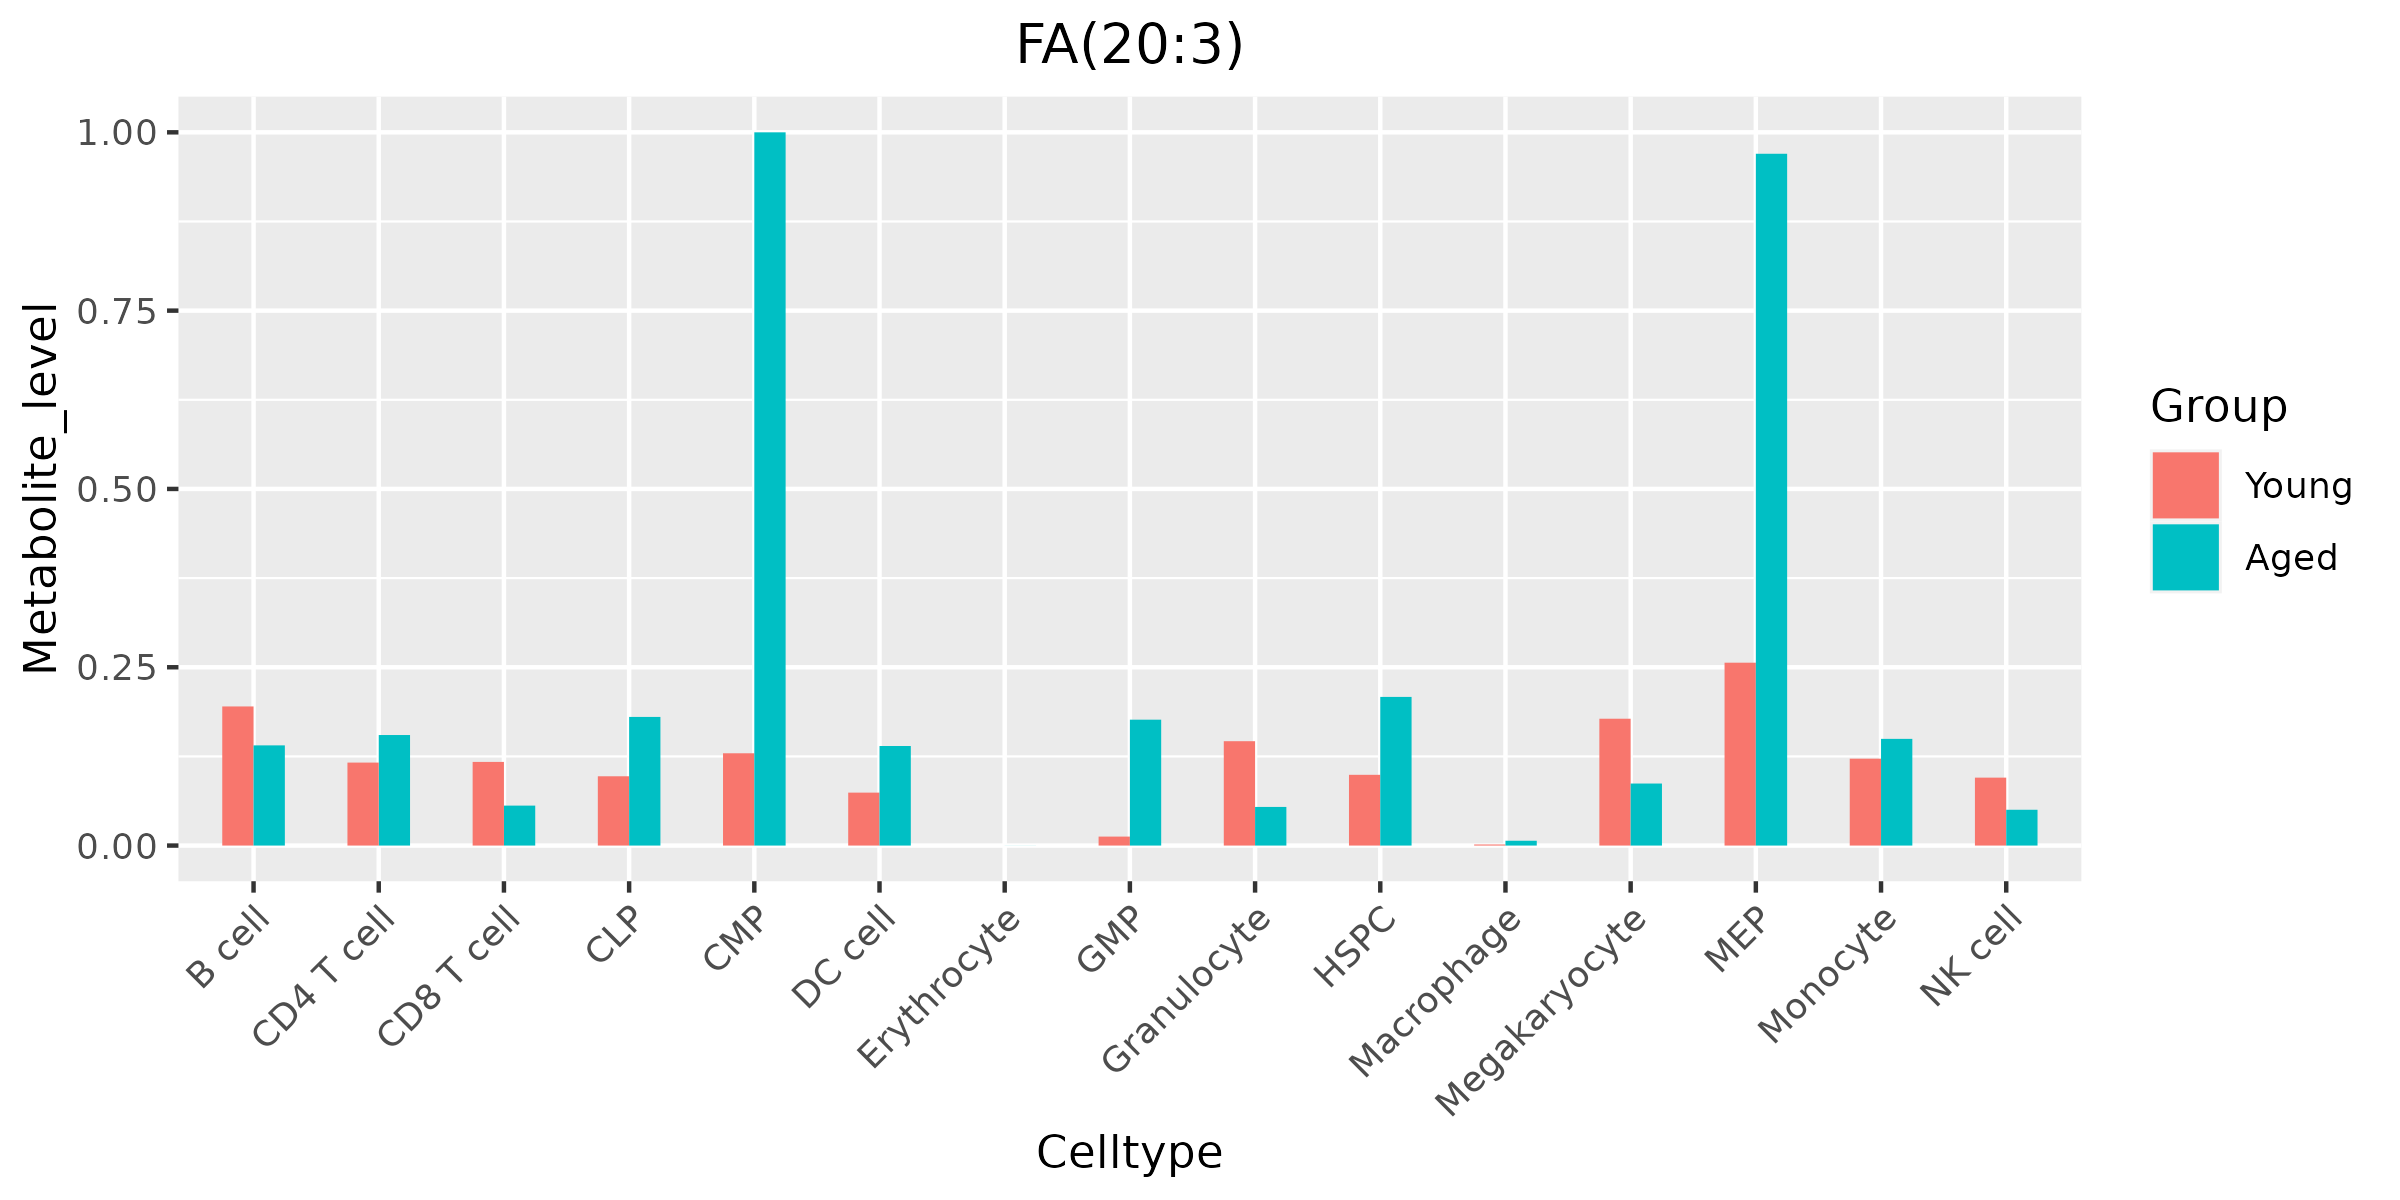 FA(20:3)
Metabolite_level
1.00
0.75
0.50
0.25
0.00
B cell
CD4 T cell
CD8 T cell
CLP
CMP
DC cell
Erythrocyte
GMP
Granulocyte
HSPC
Macrophage
Megakaryocyte
MEP
Monocyte
NK cell
Celltype
Group
Young
Aged